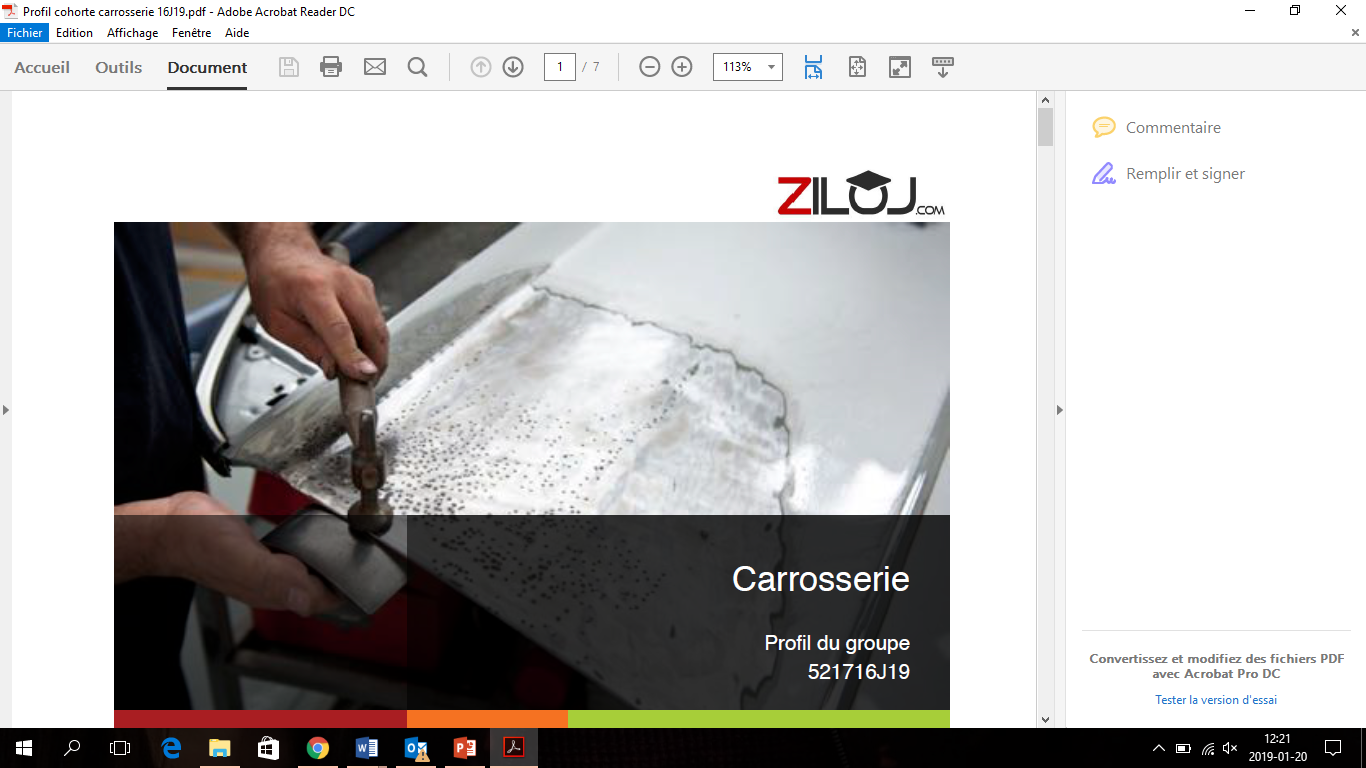 Profil cohorte carrosserie 16J19.pdf - Adobe Acrobat Reader DC
Fichier Edition Affichage Fenêtre Aide
Accueil Outils Document 1 / 7 113%
Commentaire
Remplir et signer
ZILOJ.COM
Carrosserie
Profil du groupe
521716J19
Convertissez et modifiez des fichiers PDF
avec Acrobat Pro DC
Tester la version d'essai
12:21
2019-01-20